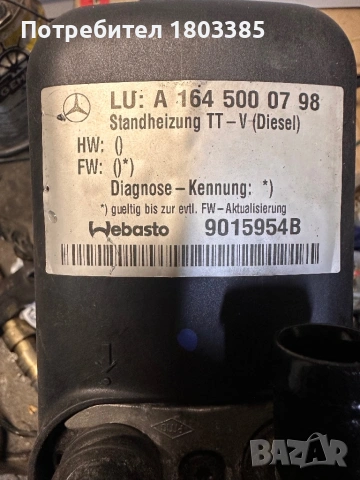 Потребител 1803385
LU: A 164 500 07 98
Standheizung TT-V (Diesel)
HW: ()
FW: ()*)
Diagnose-Kennung: *)
*) gueltig bis zur evtl. FW-Aktualisierung
Webasto 9015954B
BAZAR